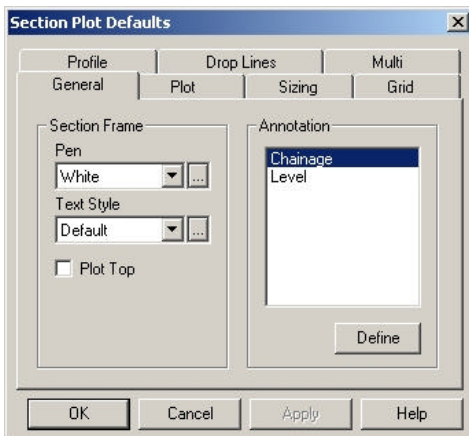 Section Plot Defaults
Profile Drop Lines Multi
General Plot Sizing Grid
Section Frame
Pen
White
...
Text Style
Default
...
Plot Top
Annotation
Chainage
Level
Define
OK Cancel Apply Help